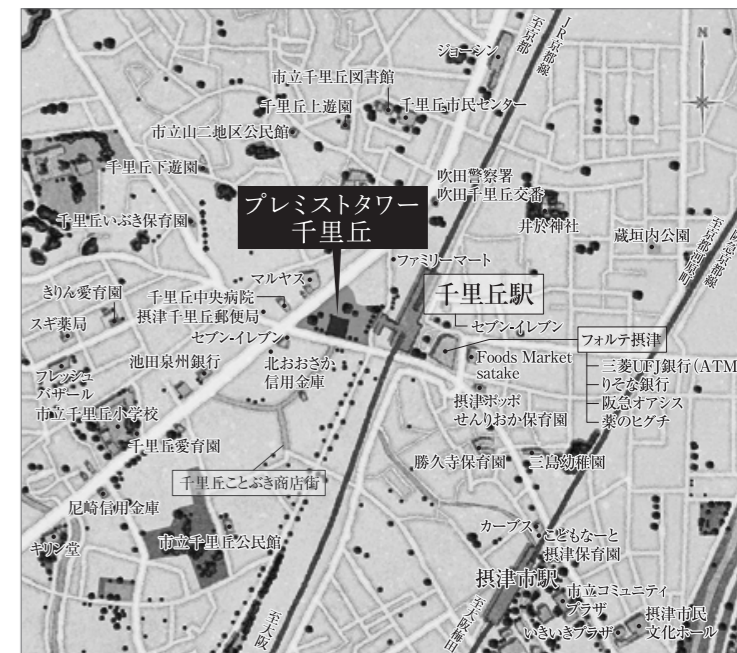 ジョーシン
至京都
JR京都線
N
市立千里丘図書館
千里丘上遊園
千里丘市民センター
市立山二地区公民館
千里丘下遊園
吹田警察署
吹田千里丘交番
千里丘いぶき保育園
プレミストタワー
千里丘
井於神社
蔵垣内公園
至京都河原町
阪急京都線
ファミリーマート
マルヤス
きりん愛育園
千里丘中央病院
摂津千里丘郵便局
千里丘駅
スギ薬局
セブン-イレブン
セブン-イレブン
フォルテ摂津
池田泉州銀行
北おおさか
信用金庫
Foods Market
satake
三菱UFJ銀行(ATM
りそな銀行
阪急オアシス
薬のヒグチ
フレッシュ
バザール
市立千里丘小学校
摂津ポッポ
せんりおか保育園
千里丘愛育園
勝久寺保育園
三島幼稚園
千里丘ことぶき商店街
尼崎信用金庫
キリン堂
市立千里丘公民館
カーブス
こどもなーと
摂津保育園
摂津市駅
市立コミュニティ
プラザ
いきいきプラザ
摂津市民
文化ホール
至大阪
至大阪梅田